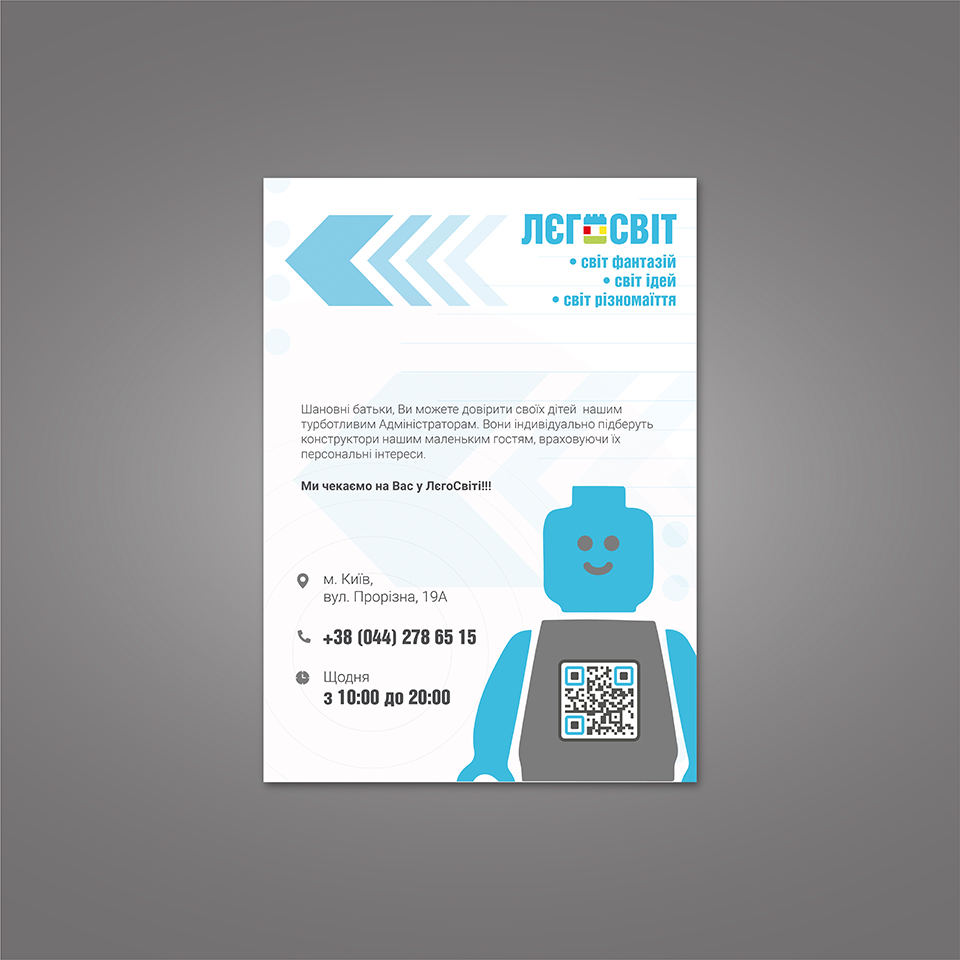 ЛЄГОСВІТ
• світ фантазій
• світ ідей
• світ різномаїття
Шановні батьки, Ви можете довірити своїх дітей нашим
турботливим Адміністраторам. Вони індивідуально підберуть
конструктори нашим маленьким гостям, враховуючи їх
персональні інтереси.
Ми чекаємо на Вас у ЛєгоСвіті!!!
м. Київ,
вул. Прорізна, 19А
+38 (044) 278 65 15
Щодня
з 10:00 до 20:00